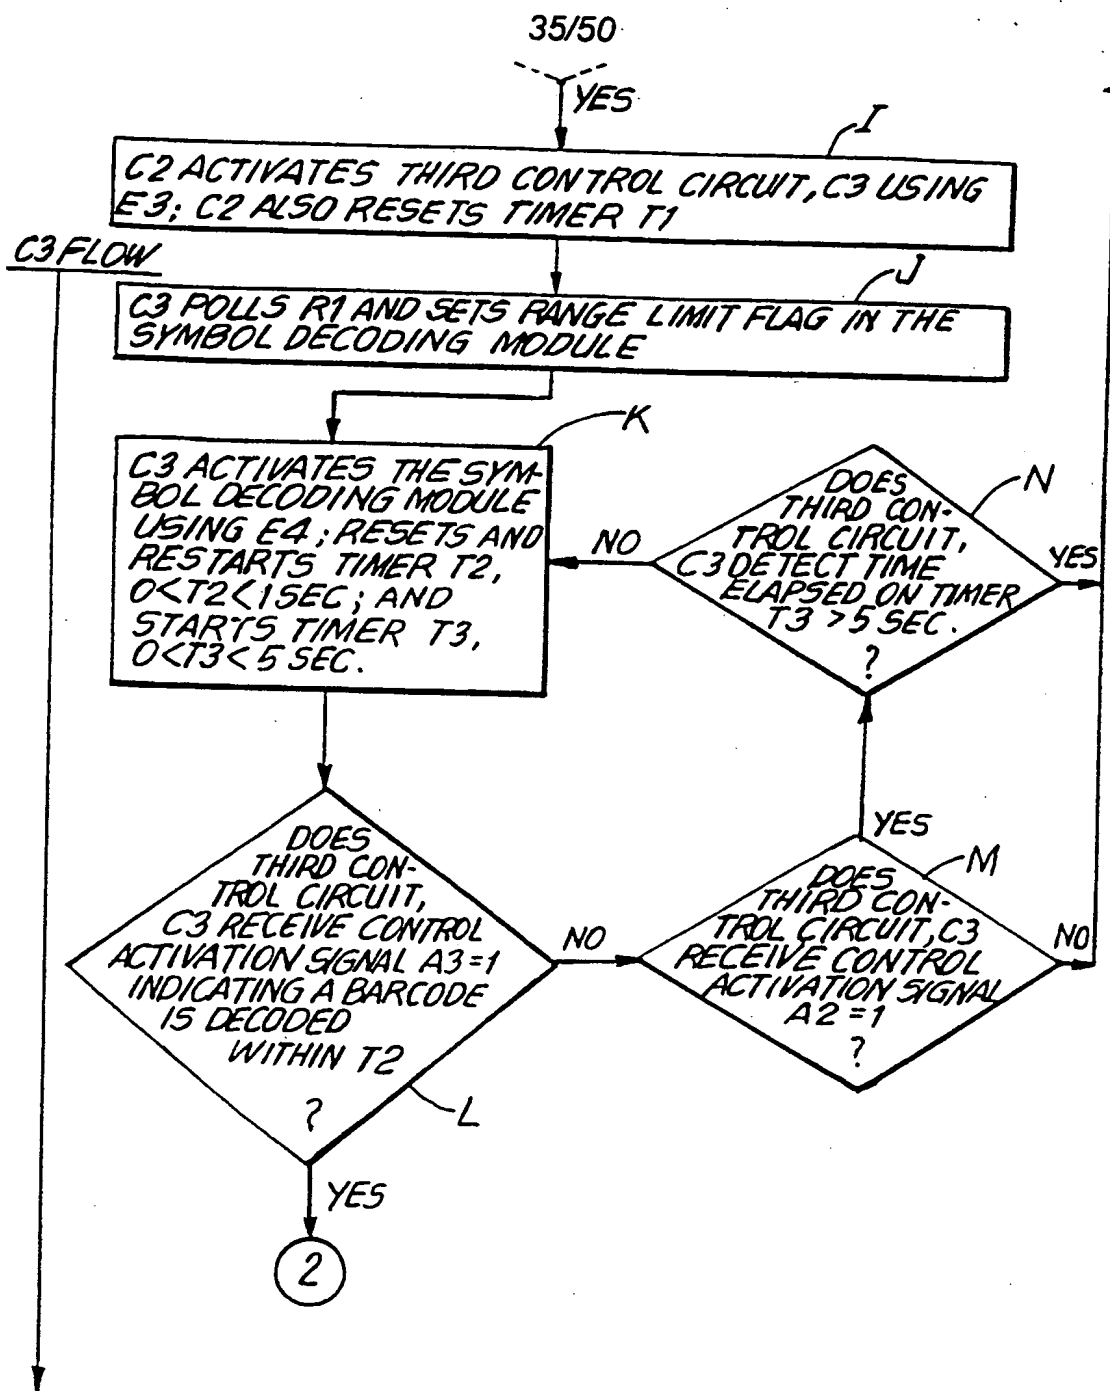 35/50
YES
I
C2 ACTIVATES THIRD CONTROL CIRCUIT, C3 USING
E3; C2 ALSO RESETS TIMER T1
C3 FLOW
J
C3 POLLS R1 AND SETS RANGE LIMIT FLAG IN THE
SYMBOL DECODING MODULE
K
C3 ACTIVATES THE SYM-
BOL DECODING MODULE
USING E4; RESETS AND
RESTARTS TIMER T2,
0<T2<1 SEC; AND
STARTS TIMER T3,
0<T3<5 SEC.
N
DOES
THIRD CON-
TROL CIRCUIT,
C3 DETECT TIME
ELAPSED ON TIMER
T3 >5 SEC.
?
NO
YES
DOES
THIRD CON-
TROL CIRCUIT,
C3 RECEIVE CONTROL
ACTIVATION SIGNAL A3=1
INDICATING A BARCODE
IS DECODED
WITHIN T2
?
L
NO
YES
M
DOES
THIRD CON-
TROL CIRCUIT, C3
RECEIVE CONTROL
ACTIVATION SIGNAL
A2=1
?
NO
YES
2